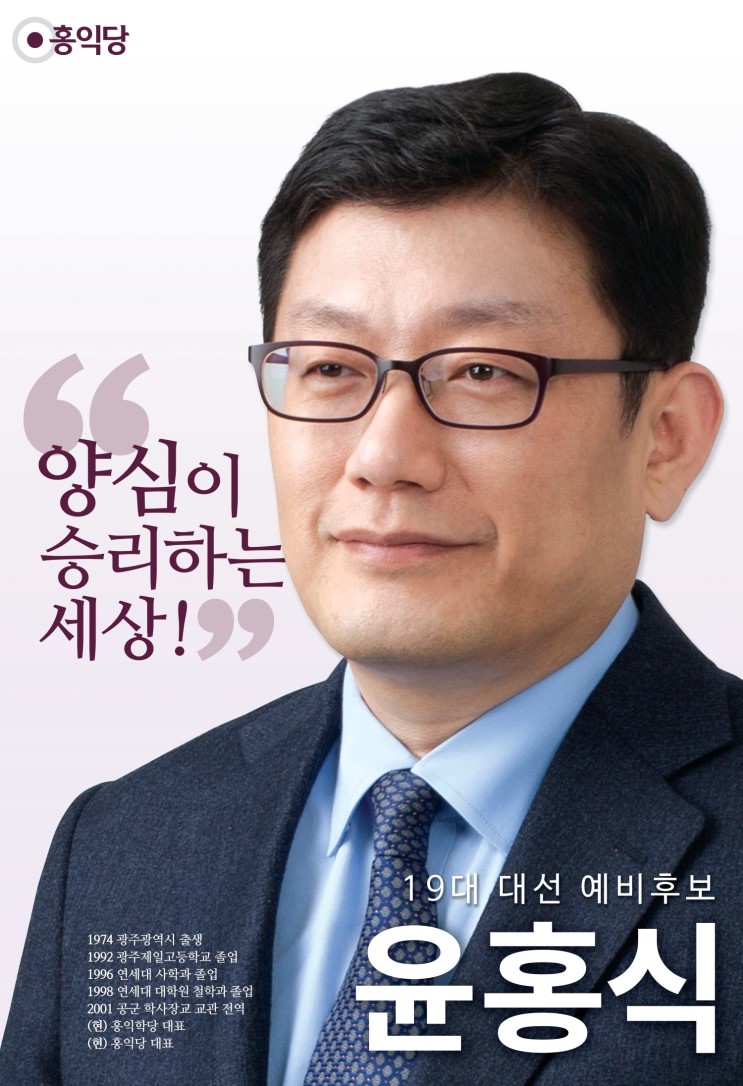 홍익당
“양심이
승리하는
세상!”
19대 대선 예비후보
윤홍식
1974 광주광역시 출생
1992 광주제일고등학교 졸업
1996 연세대 사학과 졸업
1998 연세대 대학원 철학과 졸업
2001 공군 학사장교 교관 전역
(현) 홍익학당 대표
(현) 홍익당 대표